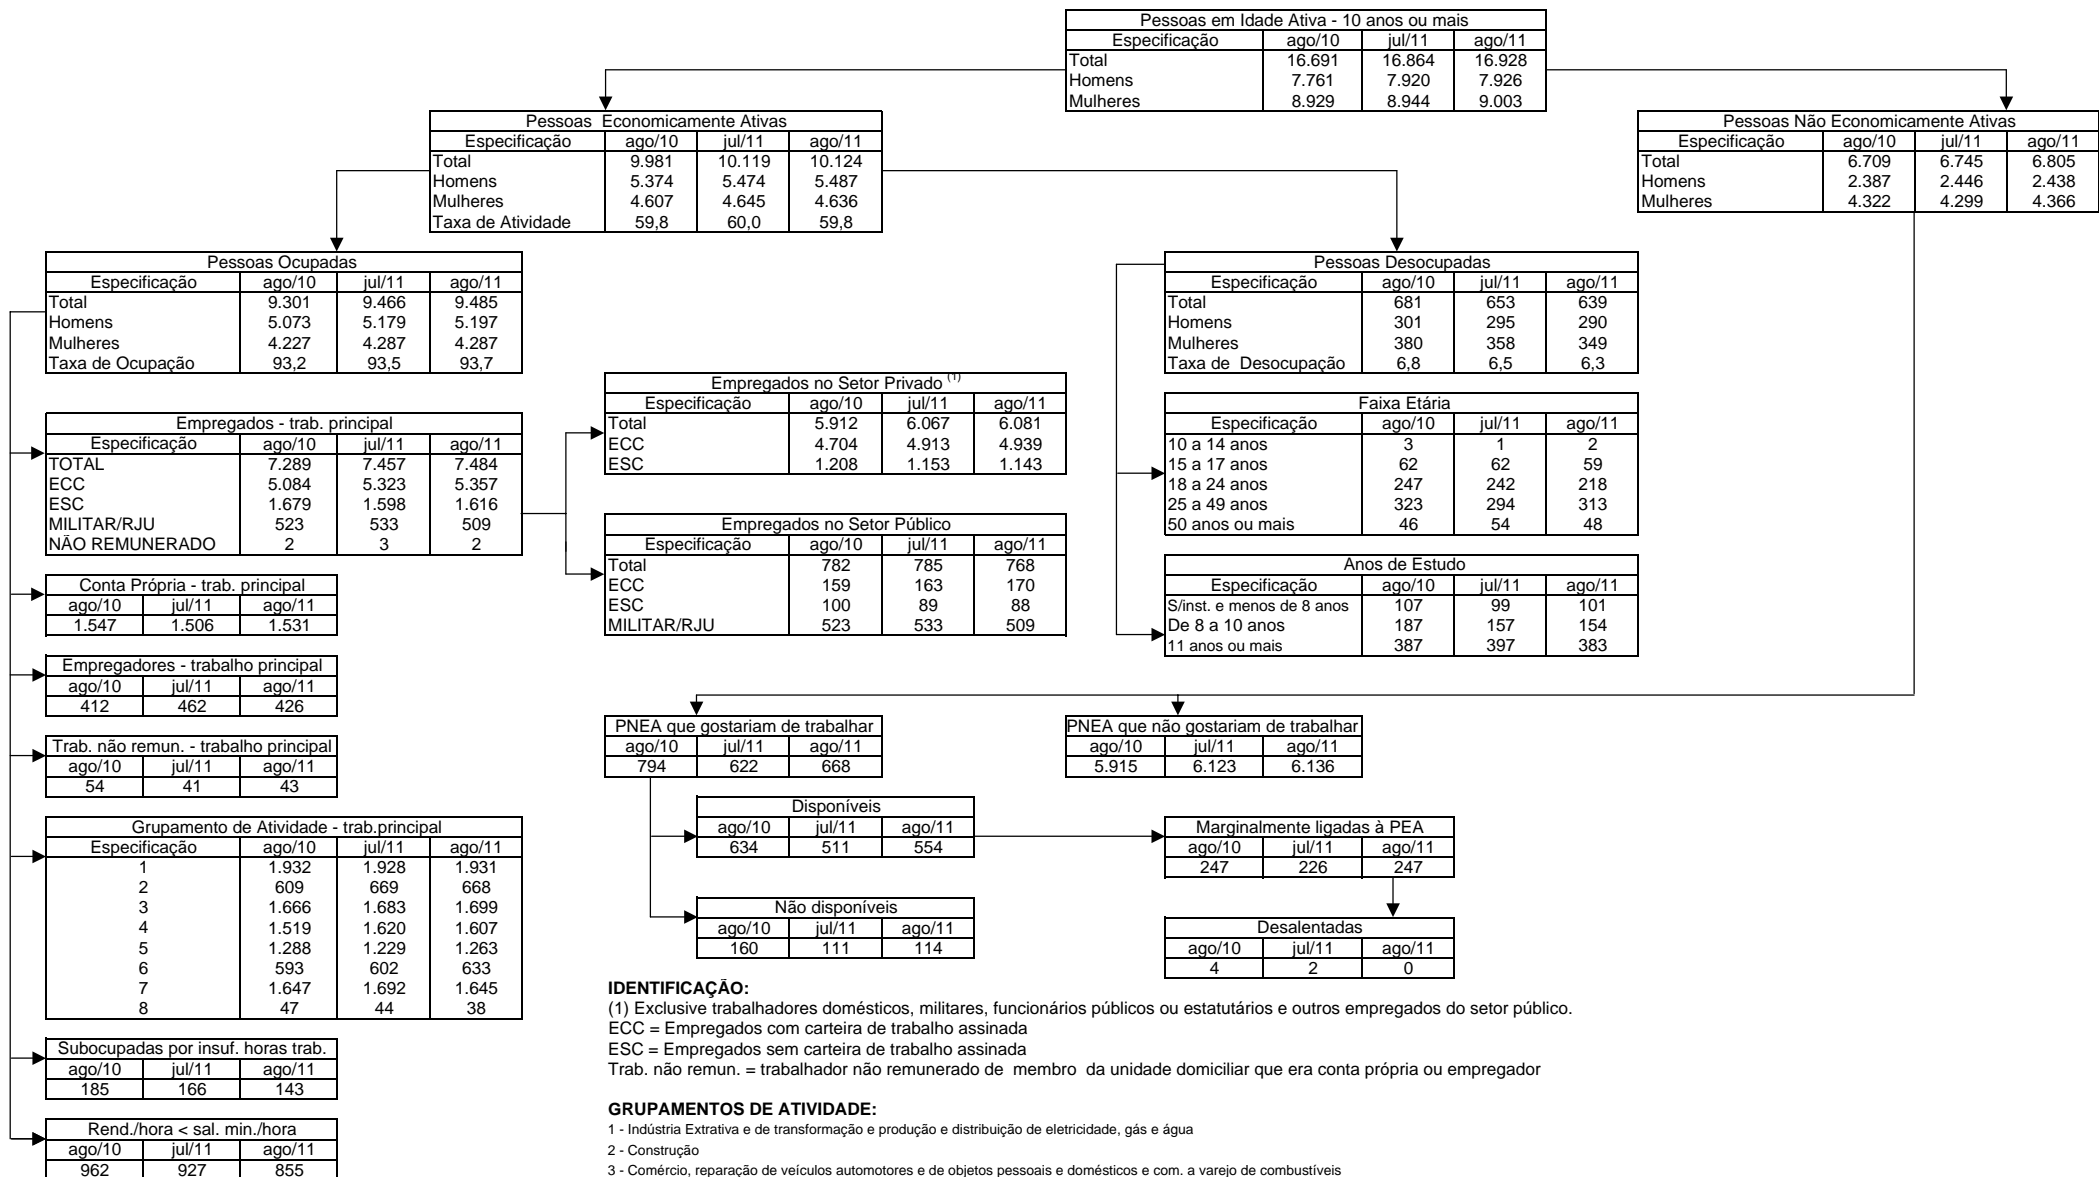 Pessoas em Idade Ativa - 10 anos ou mais
Especificação ago/10 jul/11 ago/11
Total 16.691 16.864 16.928
Homens 7.761 7.920 7.926
Mulheres 8.929 8.944 9.003
Pessoas Economicamente Ativas
Especificação ago/10 jul/11 ago/11
Total 9.981 10.119 10.124
Homens 5.374 5.474 5.487
Mulheres 4.607 4.645 4.636
Taxa de Atividade 59,8 60,0 59,8
Pessoas Não Economicamente Ativas
Especificação ago/10 jul/11 ago/11
Total 6.709 6.745 6.805
Homens 2.387 2.446 2.438
Mulheres 4.322 4.299 4.366
Pessoas Ocupadas
Especificação ago/10 jul/11 ago/11
Total 9.301 9.466 9.485
Homens 5.073 5.179 5.197
Mulheres 4.227 4.287 4.287
Taxa de Ocupação 93,2 93,5 93,7
Pessoas Desocupadas
Especificação ago/10 jul/11 ago/11
Total 681 653 639
Homens 301 295 290
Mulheres 380 358 349
Taxa de Desocupação 6,8 6,5 6,3
Empregados - trab. principal
Especificação ago/10 jul/11 ago/11
TOTAL 7.289 7.457 7.484
ECC 5.084 5.323 5.357
ESC 1.679 1.598 1.616
MILITAR/RJU 523 533 509
NÃO REMUNERADO 2 3 2
Empregados no Setor Privado (1)
Especificação ago/10 jul/11 ago/11
Total 5.912 6.067 6.081
ECC 4.704 4.913 4.939
ESC 1.208 1.153 1.143
Empregados no Setor Público
Especificação ago/10 jul/11 ago/11
Total 782 785 768
ECC 159 163 170
ESC 100 89 88
MILITAR/RJU 523 533 509
Faixa Etária
Especificação ago/10 jul/11 ago/11
10 a 14 anos 3 1 2
15 a 17 anos 62 62 59
18 a 24 anos 247 242 218
25 a 49 anos 323 294 313
50 anos ou mais 46 54 48
Anos de Estudo
Especificação ago/10 jul/11 ago/11
S/inst. e menos de 8 anos 107 99 101
De 8 a 10 anos 187 157 154
11 anos ou mais 387 397 383
Conta Própria - trab. principal
ago/10 jul/11 ago/11
1.547 1.506 1.531
Empregadores - trabalho principal
ago/10 jul/11 ago/11
412 462 426
Trab. não remun. - trabalho principal
ago/10 jul/11 ago/11
54 41 43
Grupamento de Atividade - trab.principal
Especificação ago/10 jul/11 ago/11
1 1.932 1.928 1.931
2 609 669 668
3 1.666 1.683 1.699
4 1.519 1.620 1.607
5 1.288 1.229 1.263
6 593 602 633
7 1.647 1.692 1.645
8 47 44 38
Subocupadas por insuf. horas trab.
ago/10 jul/11 ago/11
185 166 143
Rend./hora < sal. min./hora
ago/10 jul/11 ago/11
962 927 855
PNEA que gostariam de trabalhar
ago/10 jul/11 ago/11
794 622 668
PNEA que não gostariam de trabalhar
ago/10 jul/11 ago/11
5.915 6.123 6.136
Disponíveis
ago/10 jul/11 ago/11
634 511 554
Marginalmente ligadas à PEA
ago/10 jul/11 ago/11
247 226 247
Não disponíveis
ago/10 jul/11 ago/11
160 111 114
Desalentadas
ago/10 jul/11 ago/11
4 2 0
IDENTIFICAÇÃO:
(1) Exclusive trabalhadores domésticos, militares, funcionários públicos ou estatutários e outros empregados do setor público.
ECC = Empregados com carteira de trabalho assinada
ESC = Empregados sem carteira de trabalho assinada
Trab. não remun. = trabalhador não remunerado de membro da unidade domiciliar que era conta própria ou empregador
GRUPAMENTOS DE ATIVIDADE:
1 - Indústria Extrativa e de transformação e produção e distribuição de eletricidade, gás e água
2 - Construção
3 - Comércio, reparação de veículos automotores e de objetos pessoais e domésticos e com. a varejo de combustíveis